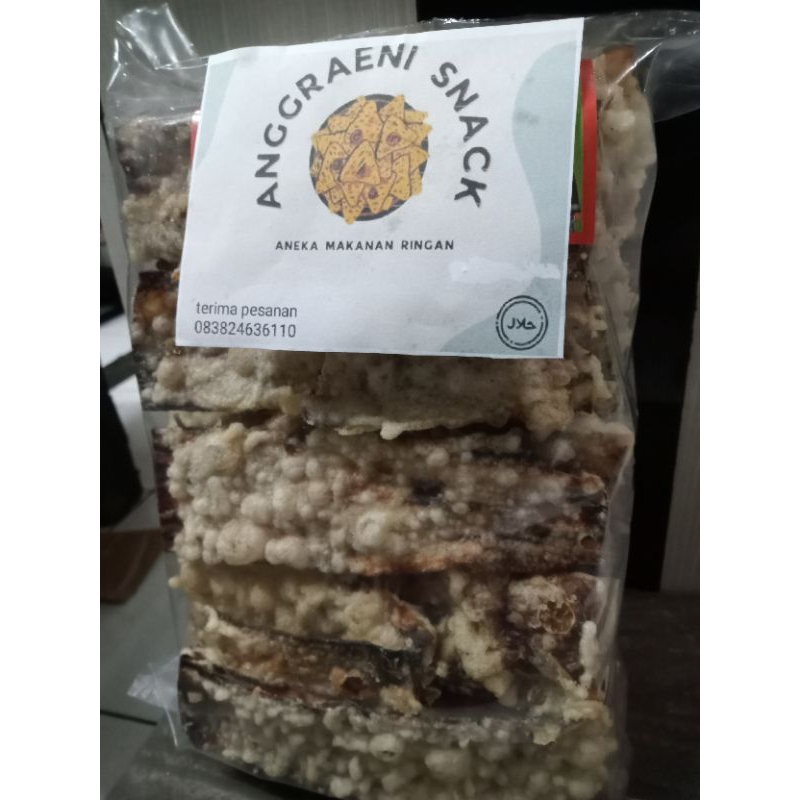 ANGGRAENI SNACK
ANEKA MAKANAN RINGAN
terima pesanan
083824636110
حلال